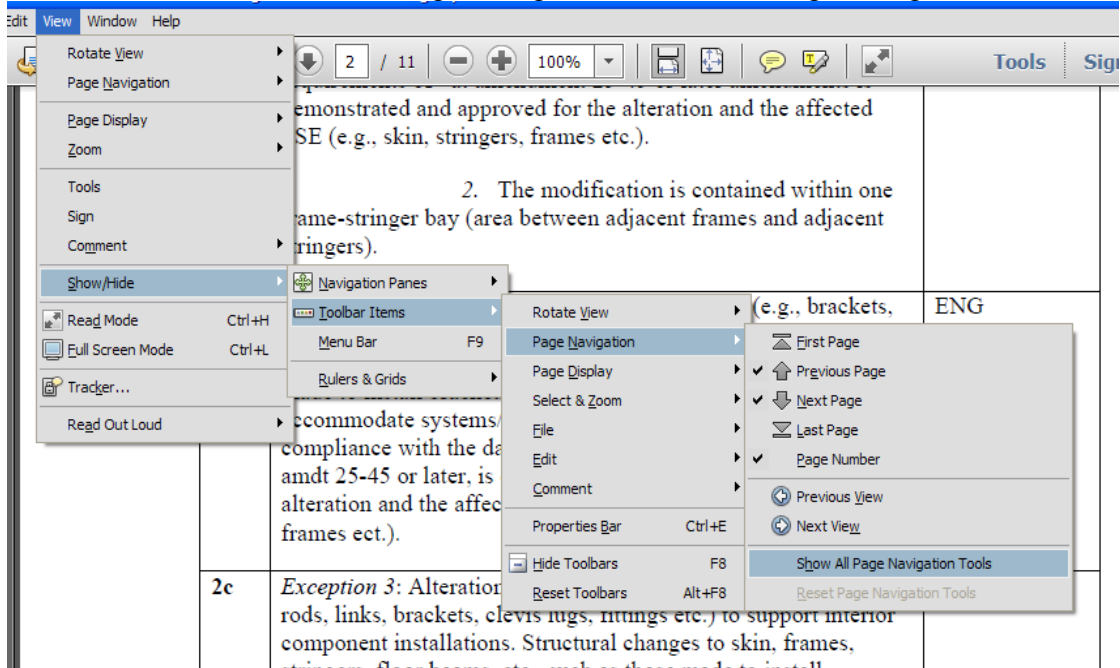 Edit View Window Help
2 / 11 100% Tools Sign
Rotate View
Page Navigation
Page Display
Zoom
Tools
Sign
Comment
Show/Hide
Read Mode Ctrl+H
Full Screen Mode Ctrl+L
Tracker...
Read Out Loud
Navigation Panes
Toolbar Items
Menu Bar F9
Rulers & Grids
Rotate View
Page Navigation
Page Display
Select & Zoom
File
Edit
Comment
Properties Bar Ctrl+E
Hide Toolbars F8
Reset Toolbars Alt+F8
First Page
Previous Page
Next Page
Last Page
Page Number
Previous View
Next View
Show All Page Navigation Tools
Reset Page Navigation Tools
demonstrated and approved for the alteration and the affected
PSE (e.g., skin, stringers, frames etc.).
2. The modification is contained within one
frame-stringer bay (area between adjacent frames and adjacent
stringers).
(e.g., brackets, ENG
accommodate systems/
compliance with the da
amdt 25-45 or later, is
alteration and the affec
frames ect.).
2c Exception 3: Alteration
rods, links, brackets, clevis lugs, fittings etc.) to support interior
component installations. Structural changes to skin, frames,